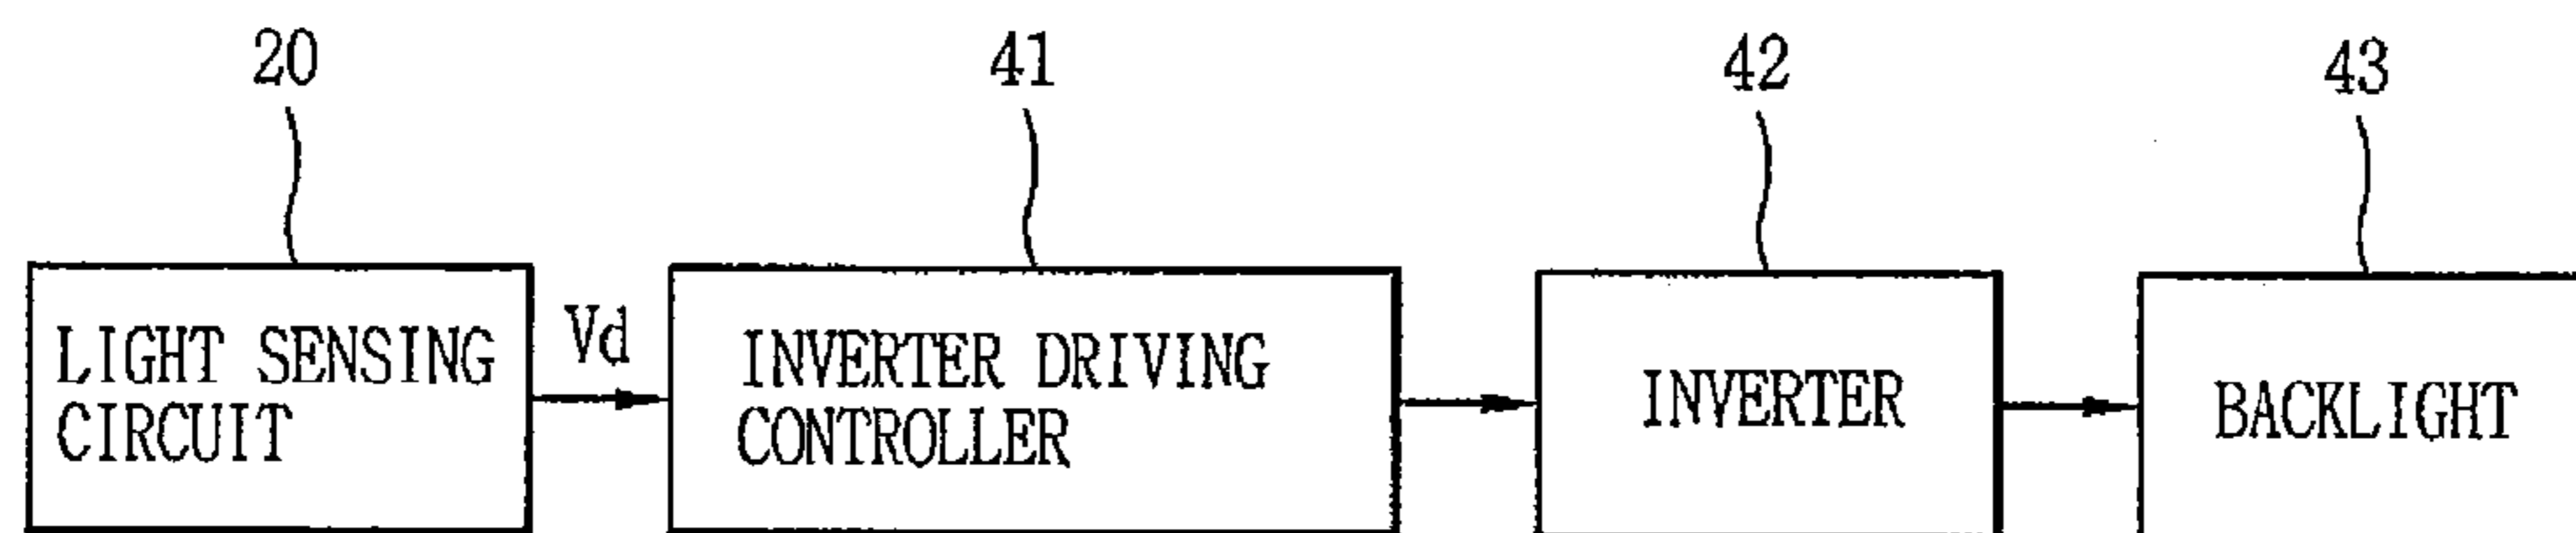 20
41
42
43
LIGHT SENSING
CIRCUIT
Vd
INVERTER DRIVING
CONTROLLER
INVERTER
BACKLIGHT